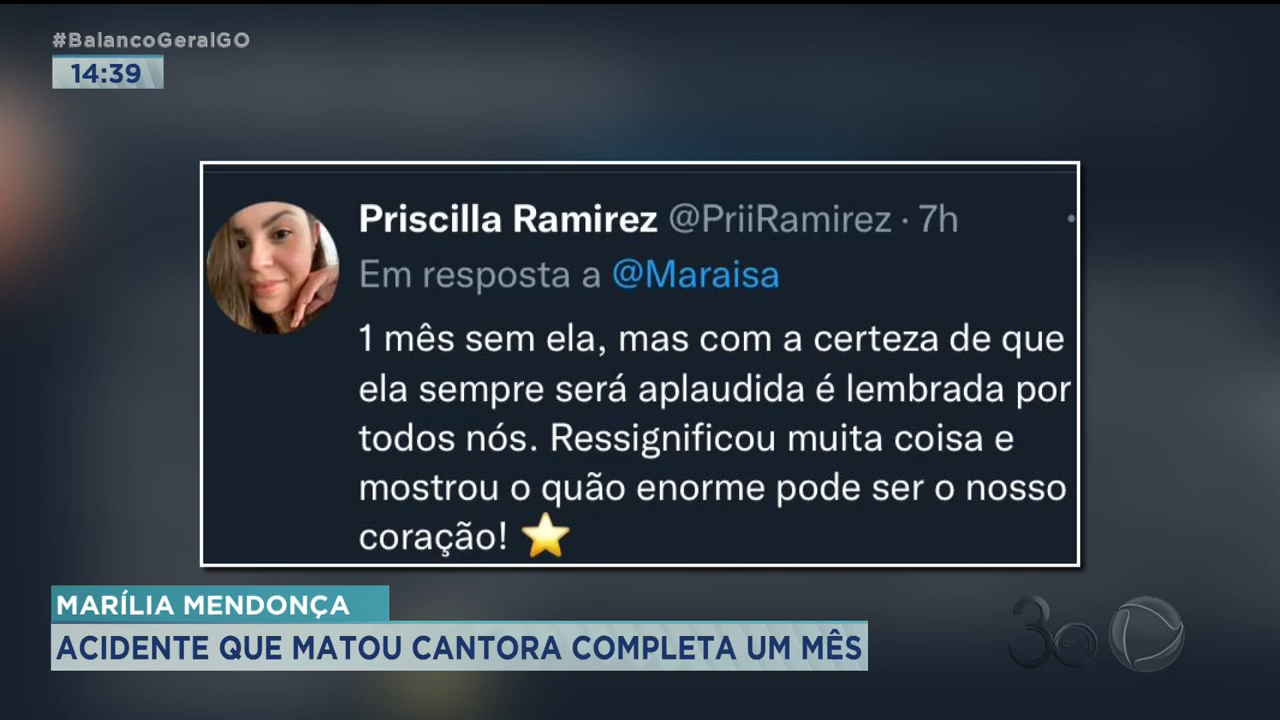 #BalancoGeralGO
14:39
Priscilla Ramirez @PriiRamirez · 7h
Em resposta a @Maraisa
1 mês sem ela, mas com a certeza de que
ela sempre será aplaudida é lembrada por
todos nós. Ressignificou muita coisa e
mostrou o quão enorme pode ser o nosso
coração! ⭐
MARÍLIA MENDONÇA
ACIDENTE QUE MATOU CANTORA COMPLETA UM MÊS
30